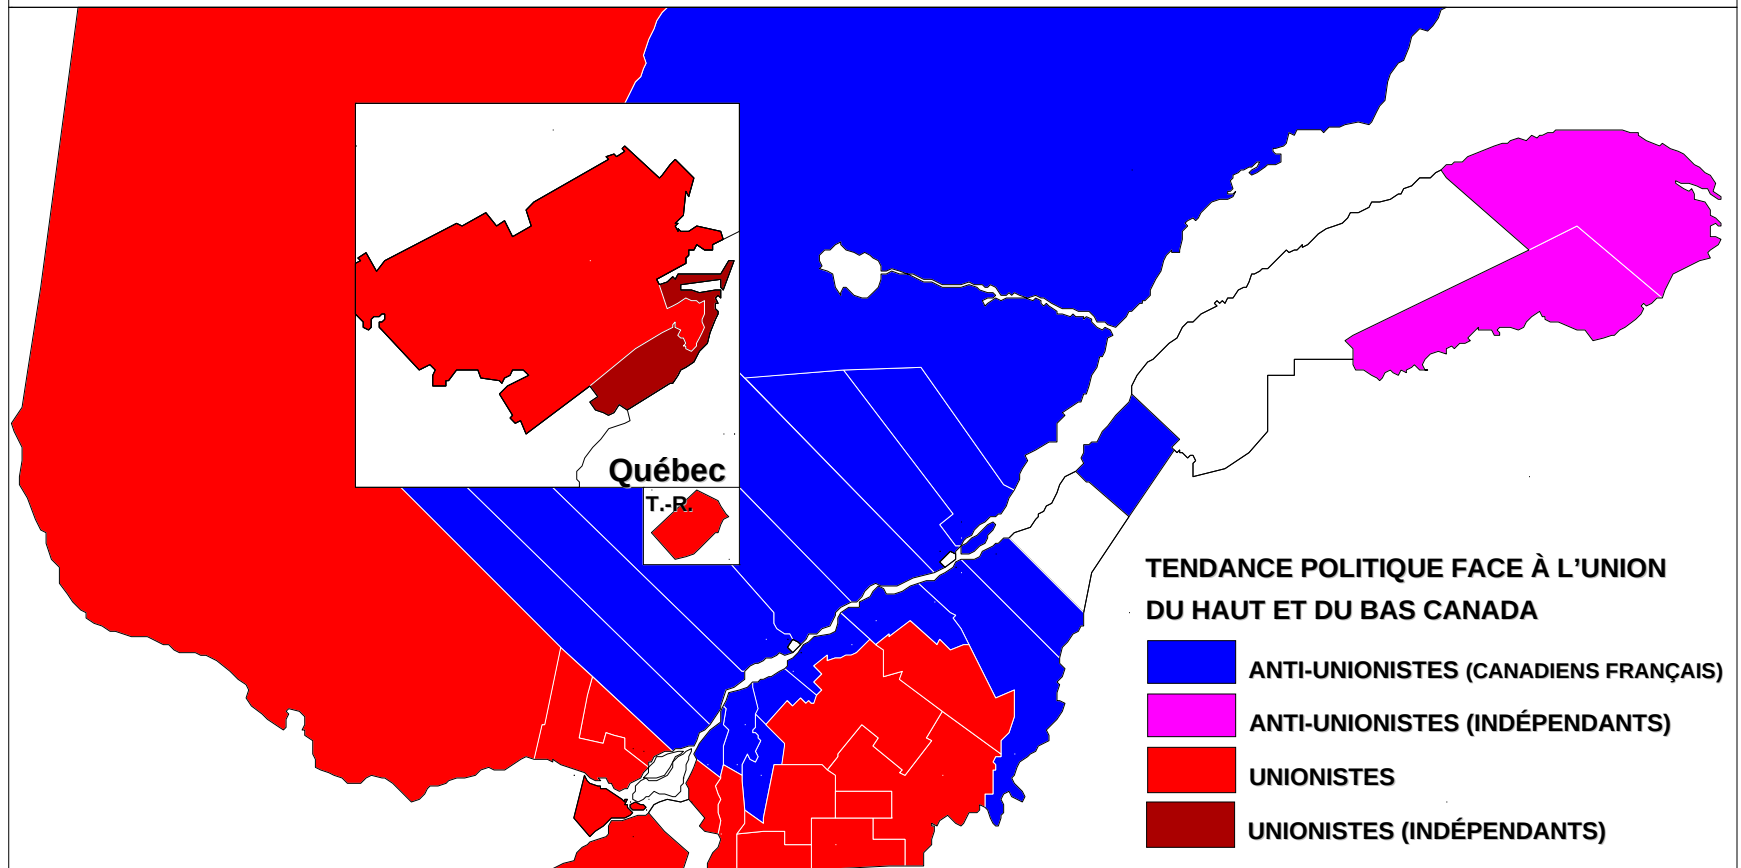 Québec
T.-R.
TENDANCE POLITIQUE FACE À L’UNION
DU HAUT ET DU BAS CANADA
ANTI-UNIONISTES (CANADIENS FRANÇAIS)
ANTI-UNIONISTES (INDÉPENDANTS)
UNIONISTES
UNIONISTES (INDÉPENDANTS)